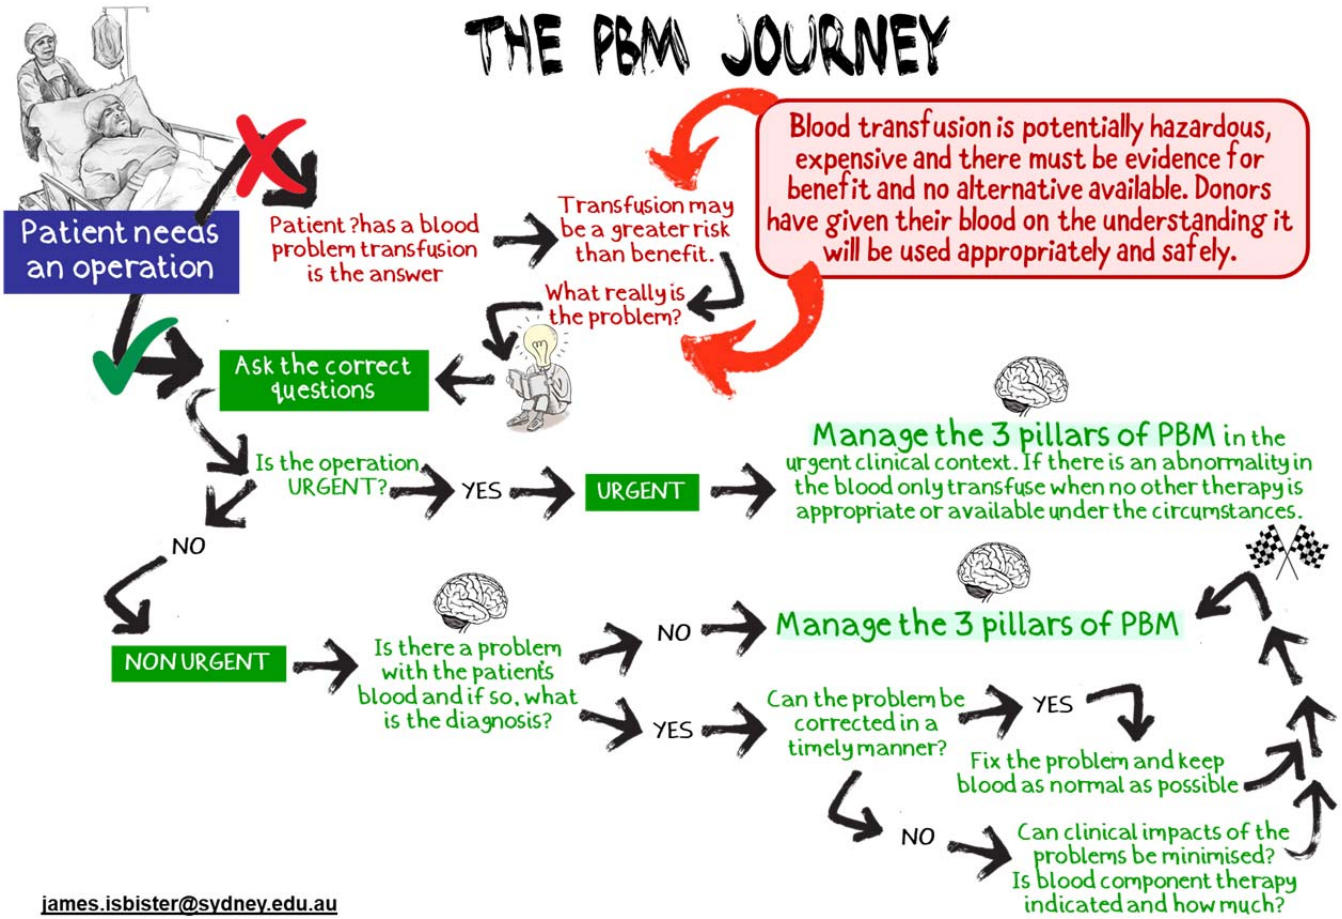 THE PBM JOURNEY
Blood transfusion is potentially hazardous,
expensive and there must be evidence for
benefit and no alternative available. Donors
have given their blood on the understanding it
will be used appropriately and safely.
Patient needs
an operation
Patient ?has a blood
problem transfusion
is the answer
Transfusion may
be a greater risk
than benefit.
What really is
the problem?
Ask the correct
questions
Is the operation
URGENT?
YES
URGENT
Manage the 3 pillars of PBM in the
urgent clinical context. If there is an abnormality in
the blood only transfuse when no other therapy is
appropriate or available under the circumstances.
NO
NON URGENT
Is there a problem
with the patient's
blood and if so, what
is the diagnosis?
NO
Manage the 3 pillars of PBM
YES
Can the problem be
corrected in a
timely manner?
YES
Fix the problem and keep
blood as normal as possible
NO
Can clinical impacts of the
problems be minimised?
Is blood component therapy
indicated and how much?
james.isbister@sydney.edu.au